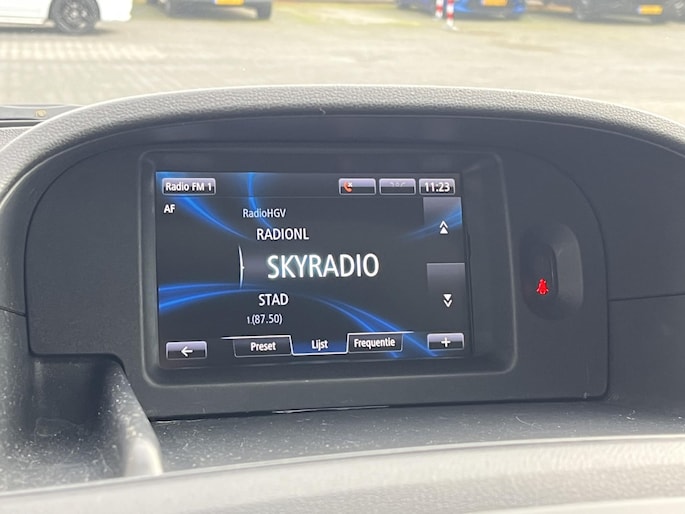 Radio FM 1
11:23
AF
RadioHGV
RADIONL
SKYRADIO
STAD
1.(87.50)
Preset
Lijst
Frequentie
+